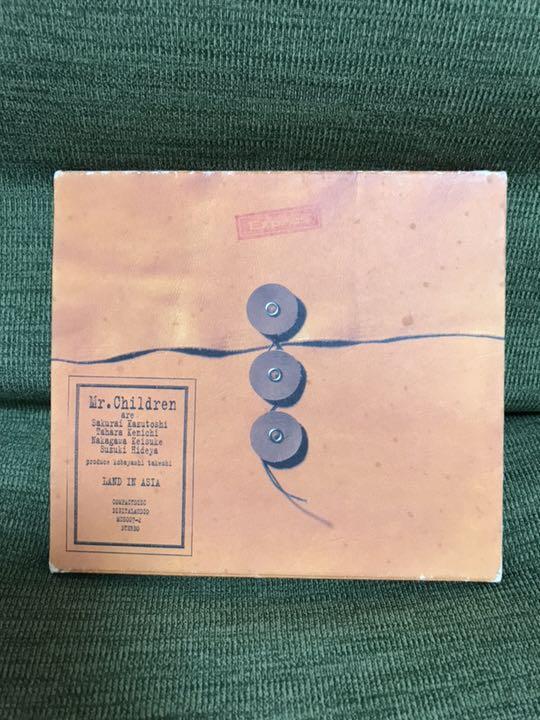 Mr.Children
are
Sakurai Kazutoshi
Tahara Kenichi
Nakagawa Keisuke
Suzuki Hideya
produce kobayashi takeshi
LAND IN ASIA
COMPACTDISC
DIGITALAUDIO
STEREO